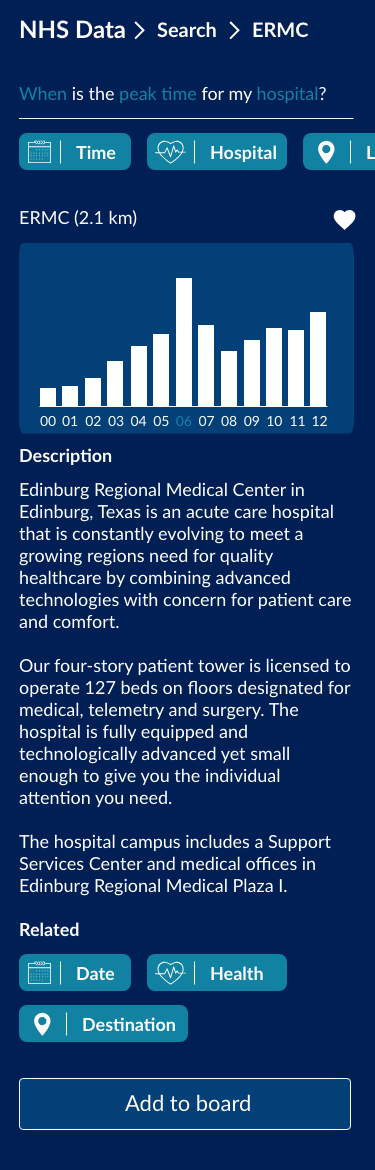 NHS Data > Search > ERMC
When is the peak time for my hospital?
Time Hospital L
ERMC (2.1 km)
00 01 02 03 04 05 06 07 08 09 10 11 12
Description
Edinburg Regional Medical Center in
Edinburg, Texas is an acute care hospital
that is constantly evolving to meet a
growing regions need for quality
healthcare by combining advanced
technologies with concern for patient care
and comfort.
Our four-story patient tower is licensed to
operate 127 beds on floors designated for
medical, telemetry and surgery. The
hospital is fully equipped and
technologically advanced yet small
enough to give you the individual
attention you need.
The hospital campus includes a Support
Services Center and medical offices in
Edinburg Regional Medical Plaza I.
Related
Date Health
Destination
Add to board